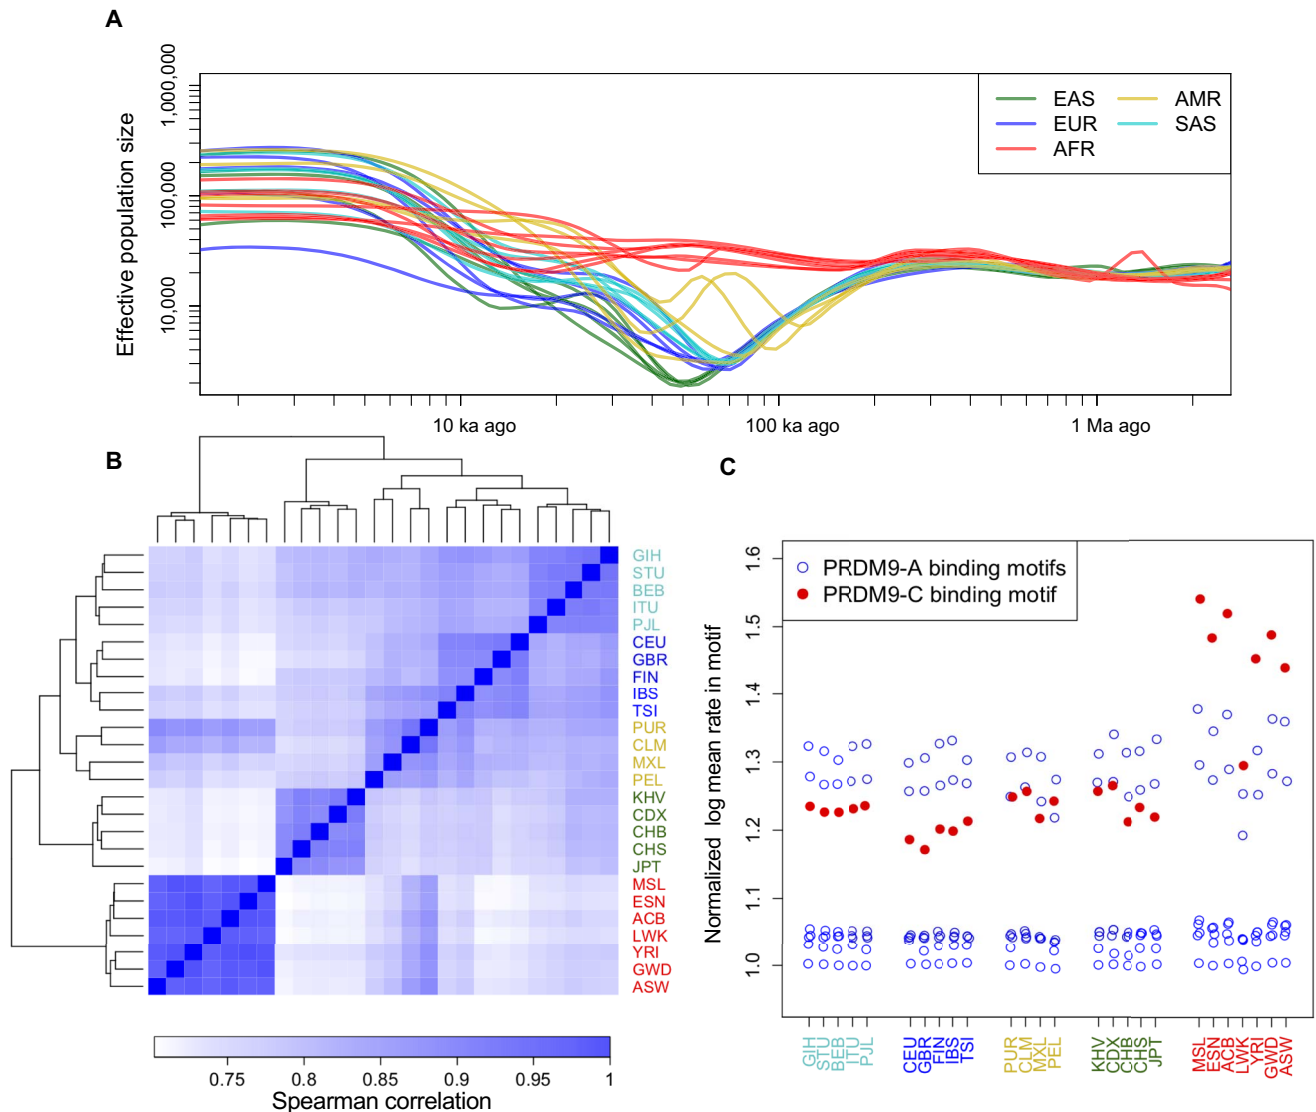 A
Effective population size
1,000,000
100,000
10,000
EAS
AMR
EUR
SAS
AFR
10 ka ago
100 ka ago
1 Ma ago
B
GIH
STU
BEB
ITU
PJL
CEU
GBR
FIN
IBS
TSI
PUR
CLM
MXL
PEL
KHV
CDX
CHB
CHS
JPT
MSL
ESN
ACB
LWK
YRI
GWD
ASW
0.75
0.8
0.85
0.9
0.95
1
Spearman correlation
C
PRDM9-A binding motifs
PRDM9-C binding motif
Normalized log mean rate in motif
1.6
1.5
1.4
1.3
1.2
1.1
1.0
GIH
STU
BEB
ITU
PJL
CEU
GBR
FIN
IBS
TSI
PUR
CLM
MXL
PEL
KHV
CDX
CHB
CHS
JPT
MSL
ESN
ACB
LWK
YRI
GWD
ASW